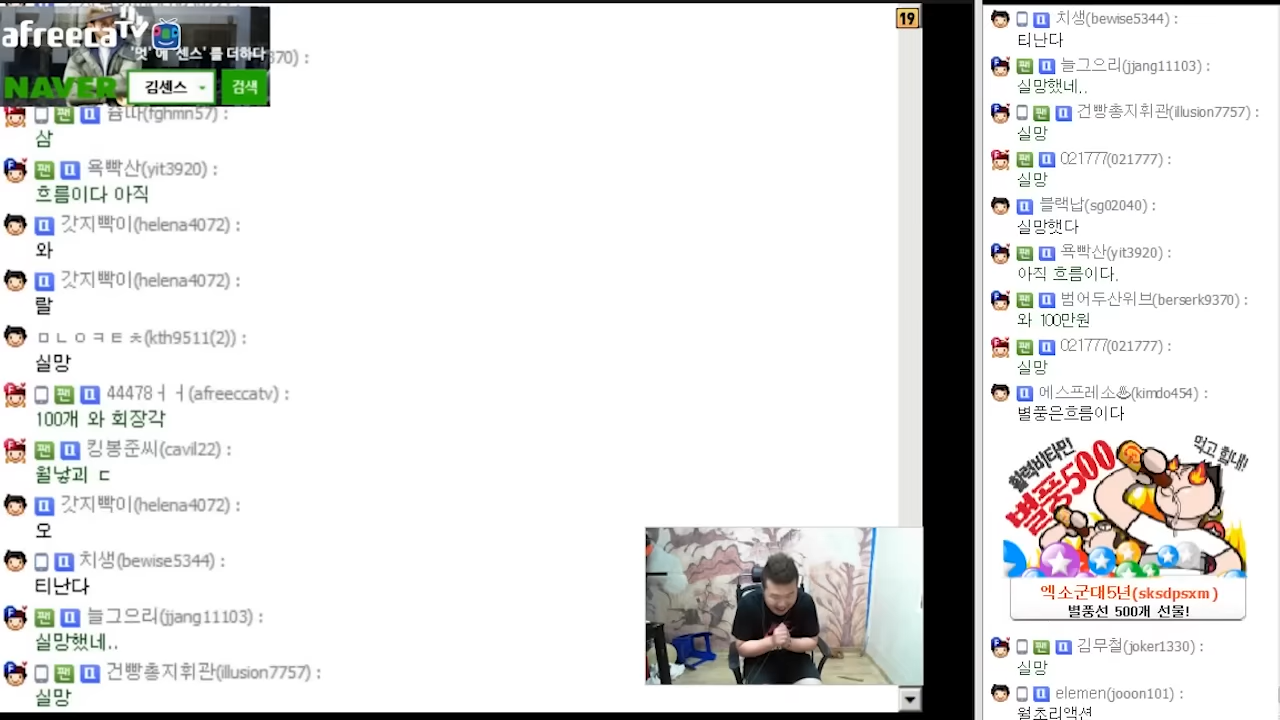 afreecaTV
'멋'에 '센스'를 더하다
NAVER 김센스 검색
370) :
19
쥼따(fghmn57) :
삼
욕빡산(yit3920) :
흐름이다 아직
갓지빡이(helena4072) :
와
갓지빡이(helena4072) :
랄
ㅁㄴㅇㅋㅌㅊ(kth9511(2)) :
실망
44478ㅓㅓ(afreeccatv) :
100개 와 회장각
킹봉준씨(cavil22) :
월낳괴 ㄷ
갓지빡이(helena4072) :
오
치생(bewise5344) :
티난다
늘그으리(jjang11103) :
실망했네..
건빵총지휘관(illusion7757) :
실망
치생(bewise5344) :
티난다
늘그으리(jjang11103) :
실망했네..
건빵총지휘관(illusion7757) :
실망
021777(021777) :
실망
블랙납(sg02040) :
실망햇다
욕빡산(yit3920) :
아직 흐름이다.
범어두산위브(berserk9370) :
와 100만원
021777(021777) :
실망
에스프레소♨(kimdo454) :
별풍은흐름이다
활력비타민
별풍500
먹고 힘내!
엑소군대5년(sksdpsxm)
별풍선 500개 선물!
김무철(joker1330) :
실망
elemen(jooon101) :
월초리액션